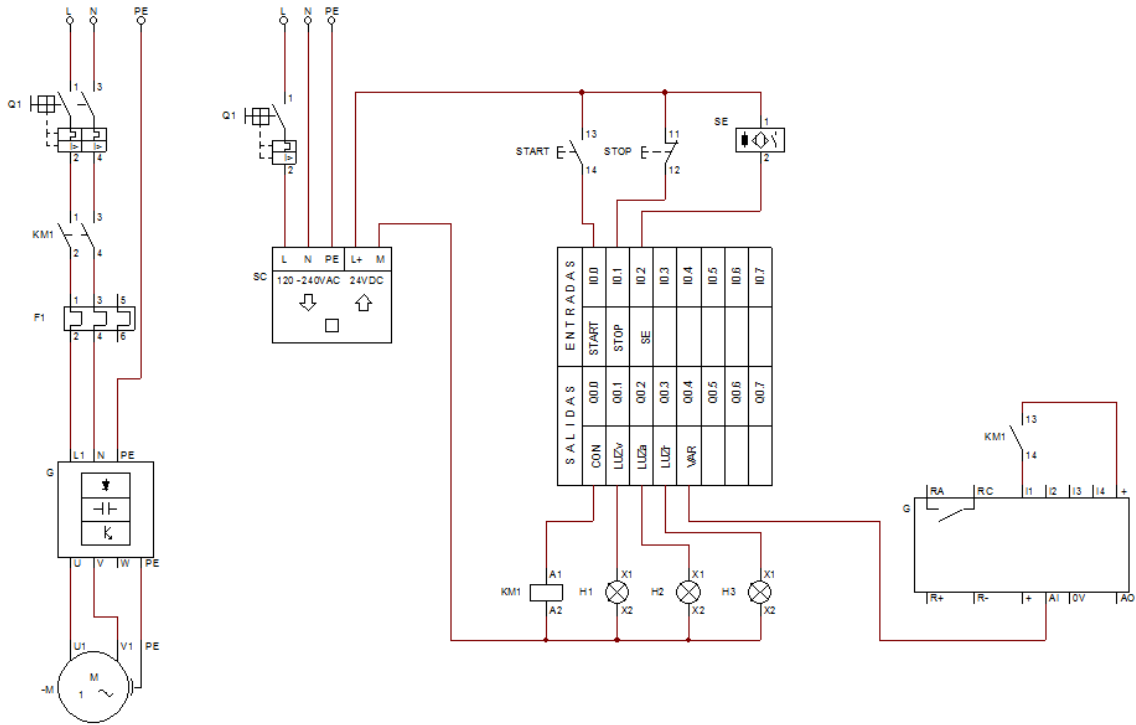 L N PE
L N PE
Q1
1 3
I> I>
2 4
KM1
1 3
2 4
F1
1 3 5
2 4 6
L1 N PE
G
U V W PE
U1 V1 PE
-M
M
1
Q1
1
I>
2
L N PE L+ M
SC
120-240VAC 24VDC
START
13
14
STOP
11
12
SE
1
2
ENTRADAS
I0.0 I0.1 I0.2 I0.3 I0.4 I0.5 I0.6 I0.7
START STOP SE
SALIDAS
Q0.0 Q0.1 Q0.2 Q0.3 Q0.4 Q0.5 Q0.6 Q0.7
CON LUZv LUZa LUZr VAR
KM1
A1
A2
H1
X1
X2
H2
X1
X2
H3
X1
X2
KM1
13
14
RA RC I1 I2 I3 I4 +
G
R+ R- + AI 0V AO